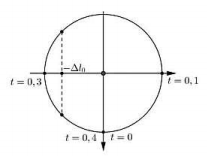 −Δl₀
t = 0,3
t = 0,1
t = 0,4
t = 0